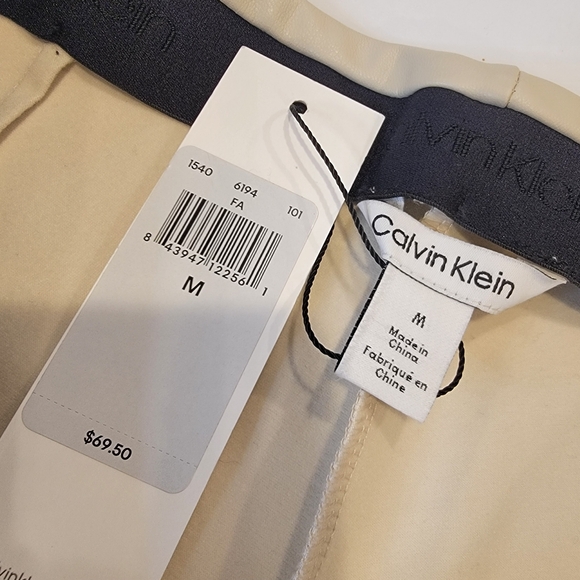 1540 6194 101
FA
8 43947 12256 1
M
$69.50
Calvin Klein
M
Made in
China
Fabriqué en
Chine